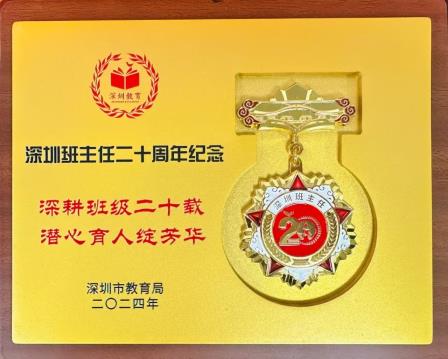 深圳教育
深圳班主任二十周年纪念
深耕班级二十载
潜心育人绽芳华
深圳市教育局
二〇二四年
深圳班主任
20